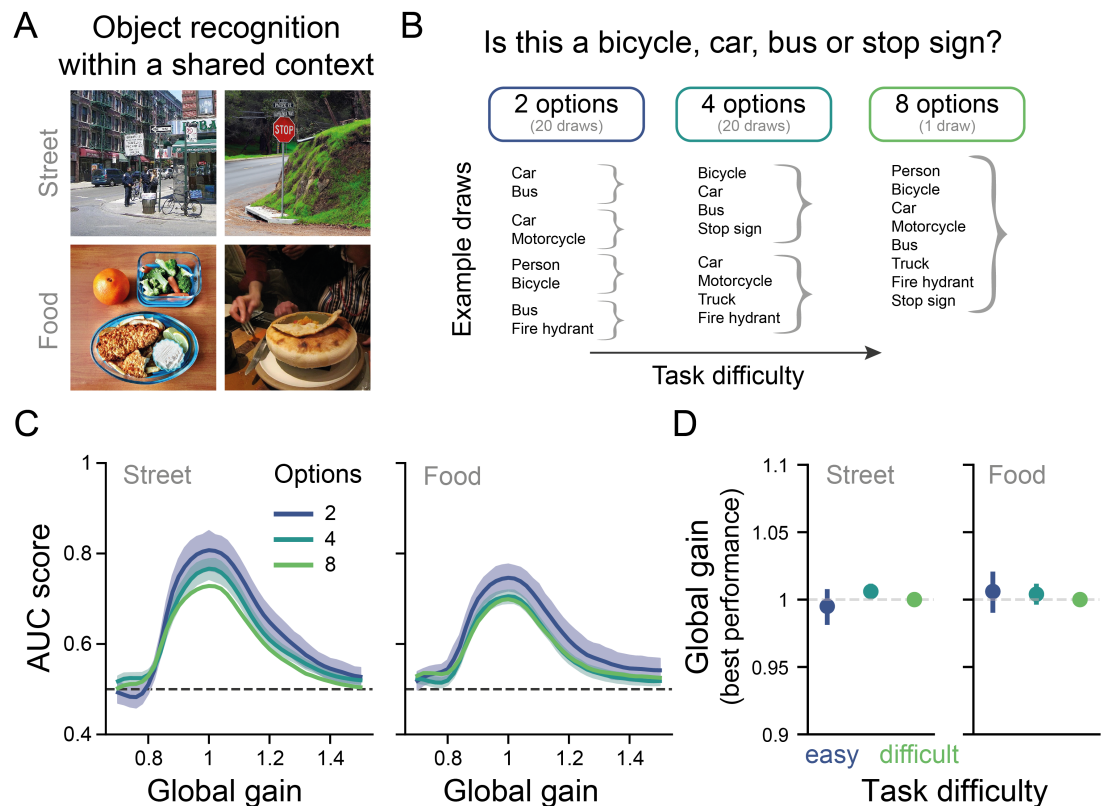 A
Object recognition
within a shared context
Street
STOP
Food
B
Is this a bicycle, car, bus or stop sign?
2 options
(20 draws)
4 options
(20 draws)
8 options
(1 draw)
Example draws
Car
Bus
Car
Motorcycle
Person
Bicycle
Bus
Fire hydrant
Bicycle
Car
Bus
Stop sign
Car
Motorcycle
Truck
Fire hydrant
Person
Bicycle
Car
Motorcycle
Bus
Truck
Fire hydrant
Stop sign
Task difficulty
C
AUC score
1
0.8
0.6
0.4
Street
Options
2
4
8
0.8
1
1.2
1.4
Global gain
Food
0.8
1
1.2
1.4
Global gain
D
Global gain
(best performance)
1.1
1.05
1
0.95
0.9
Street
Food
easy
difficult
Task difficulty